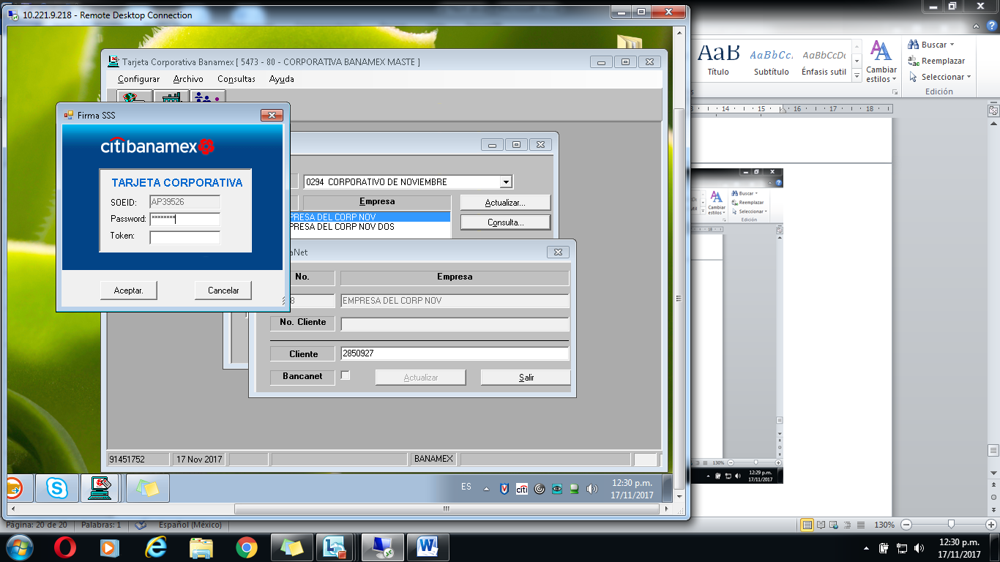 10.221.9.218 - Remote Desktop Connection
Tarjeta Corporativa Banamex [ 5473 - 80 - CORPORATIVA BANAMEX MASTE ]
Configurar Archivo Consultas Ayuda
Firma SSS
citibanamex
TARJETA CORPORATIVA
SOEID: AP39526
Password: ********
Token:
Aceptar. Cancelar
0294 CORPORATIVO DE NOVIEMBRE
Empresa
Actualizar...
PRESA DEL CORP NOV
Consulta...
PRESA DEL CORP NOV DOS
aNet
No. Empresa
8 EMPRESA DEL CORP NOV
No. Cliente
Cliente 2850927
Bancanet Actualizar Salir
91451752 17 Nov 2017 BANAMEX
ES citi 12:30 p.m.
17/11/2017
AaB AaBbCc. AaBbCcDc
Título Subtítulo Énfasis sutil
Cambiar estilos
Buscar
Reemplazar
Seleccionar
Edición
14 15 16 17 18
Cambiar estilos
Buscar
Reemplazar
Seleccionar
Edición
130%
12:29 p.m.
17/11/2017
Página: 20 de 20 Palabras: 1 Español (México) 130%
12:30 p.m.
17/11/2017